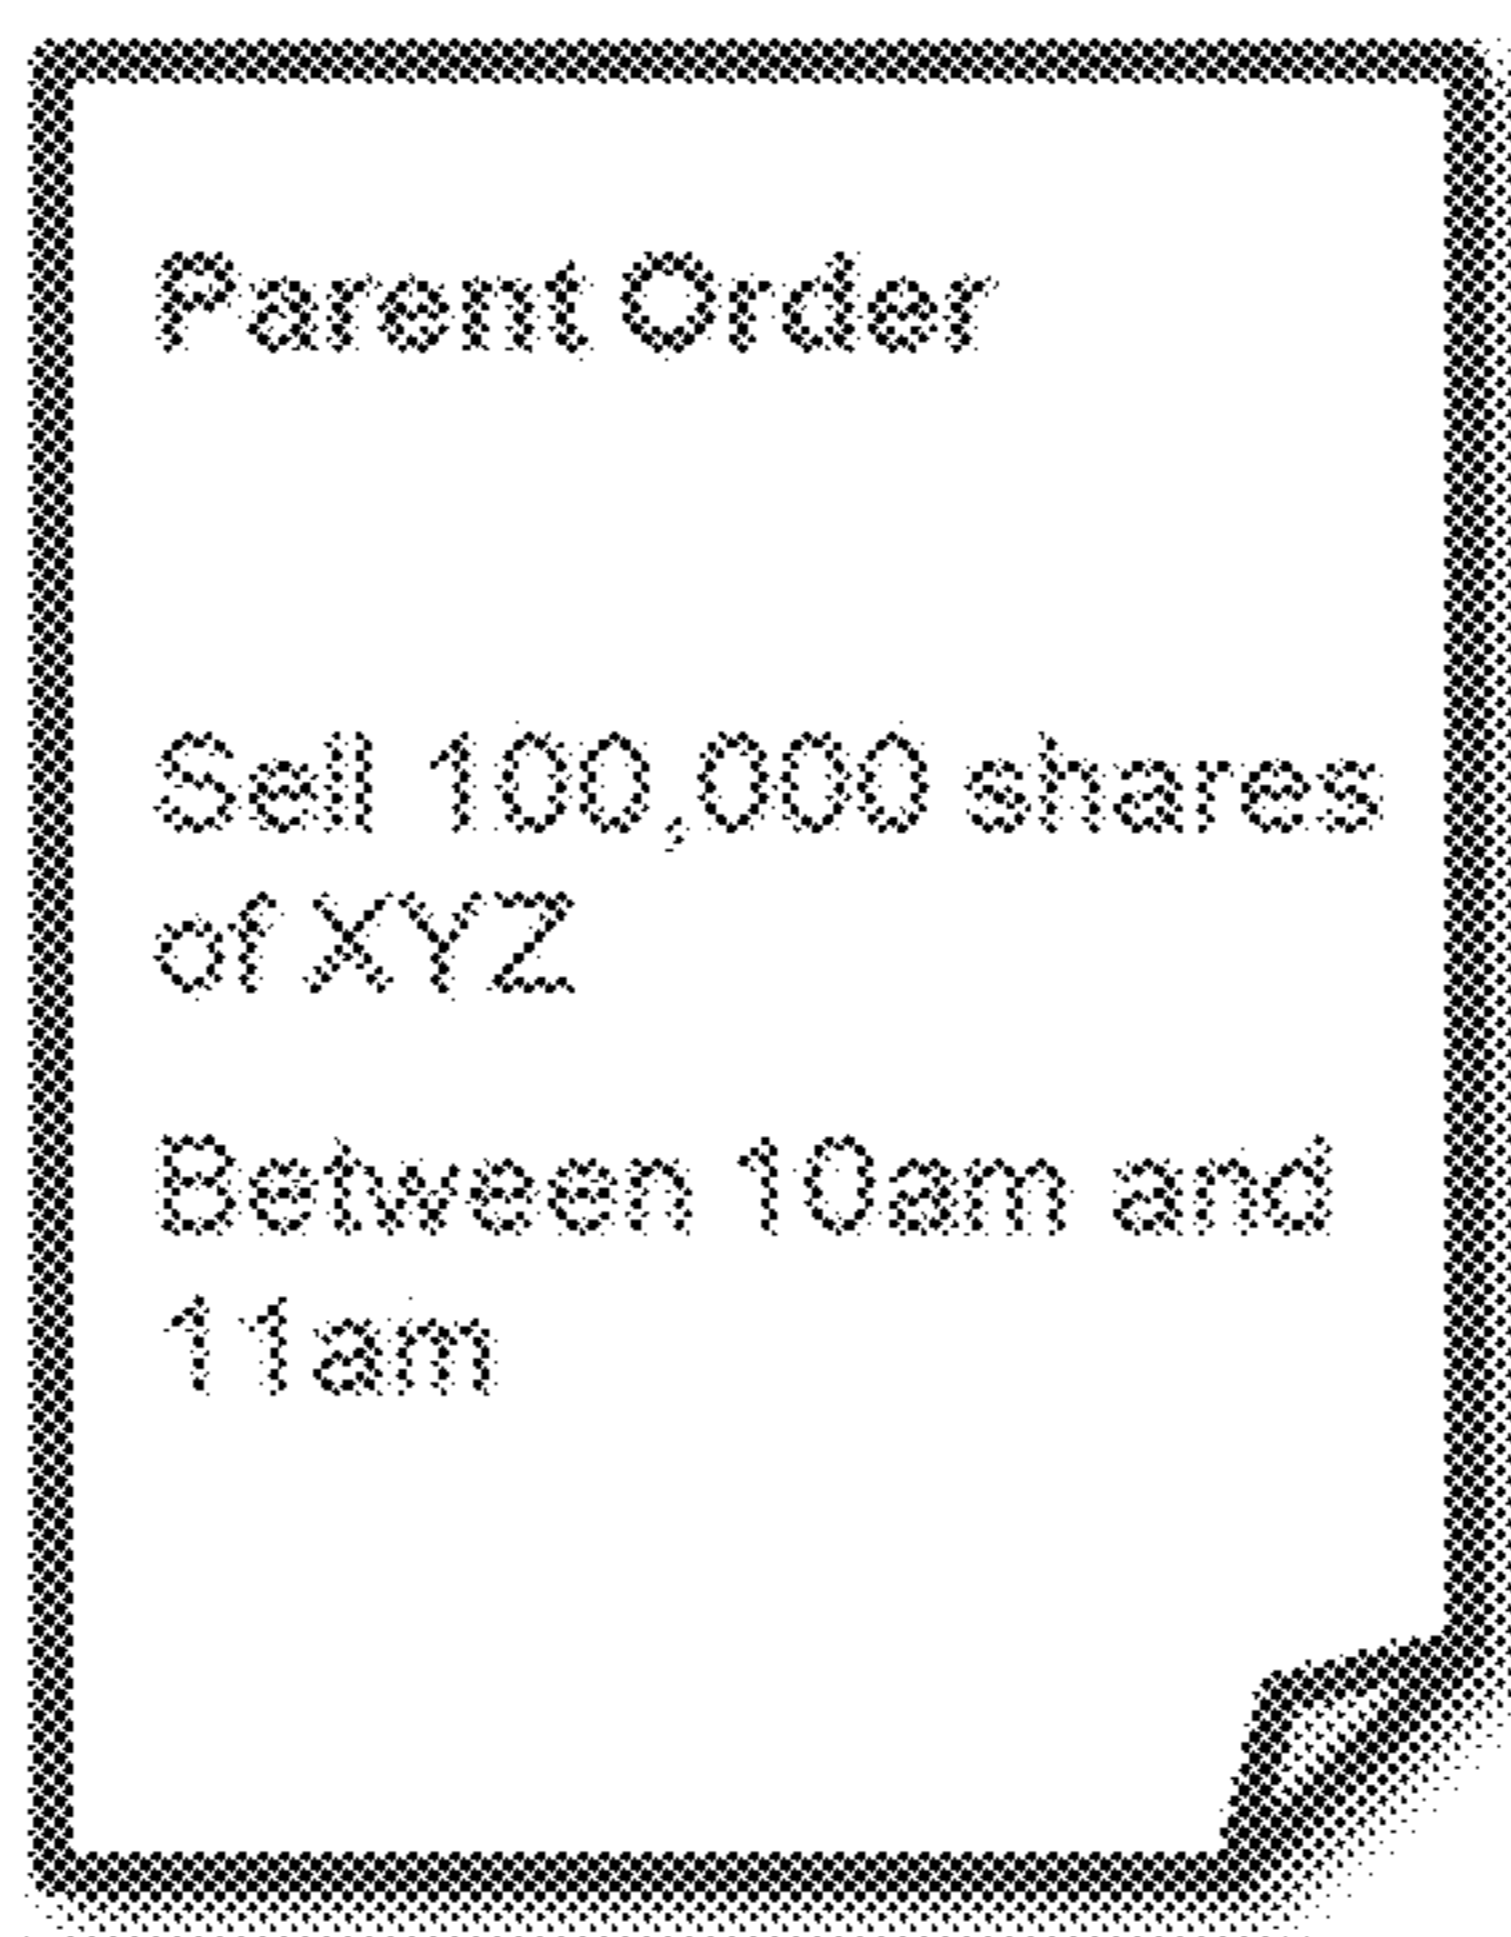 Parent Order
Sell 100,000 shares
of XYZ
Between 10am and
11am